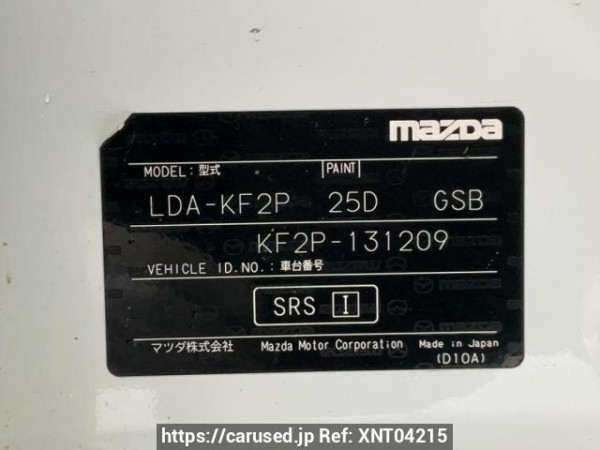 mazda
MODEL:型式 PAINT
LDA-KF2P 25D GSB
KF2P-131209
VEHICLE ID.NO.:車台番号
SRS I
マツダ株式会社 Mazda Motor Corporation Made in Japan
(D10A)
https://carused.jp Ref: XNT04215